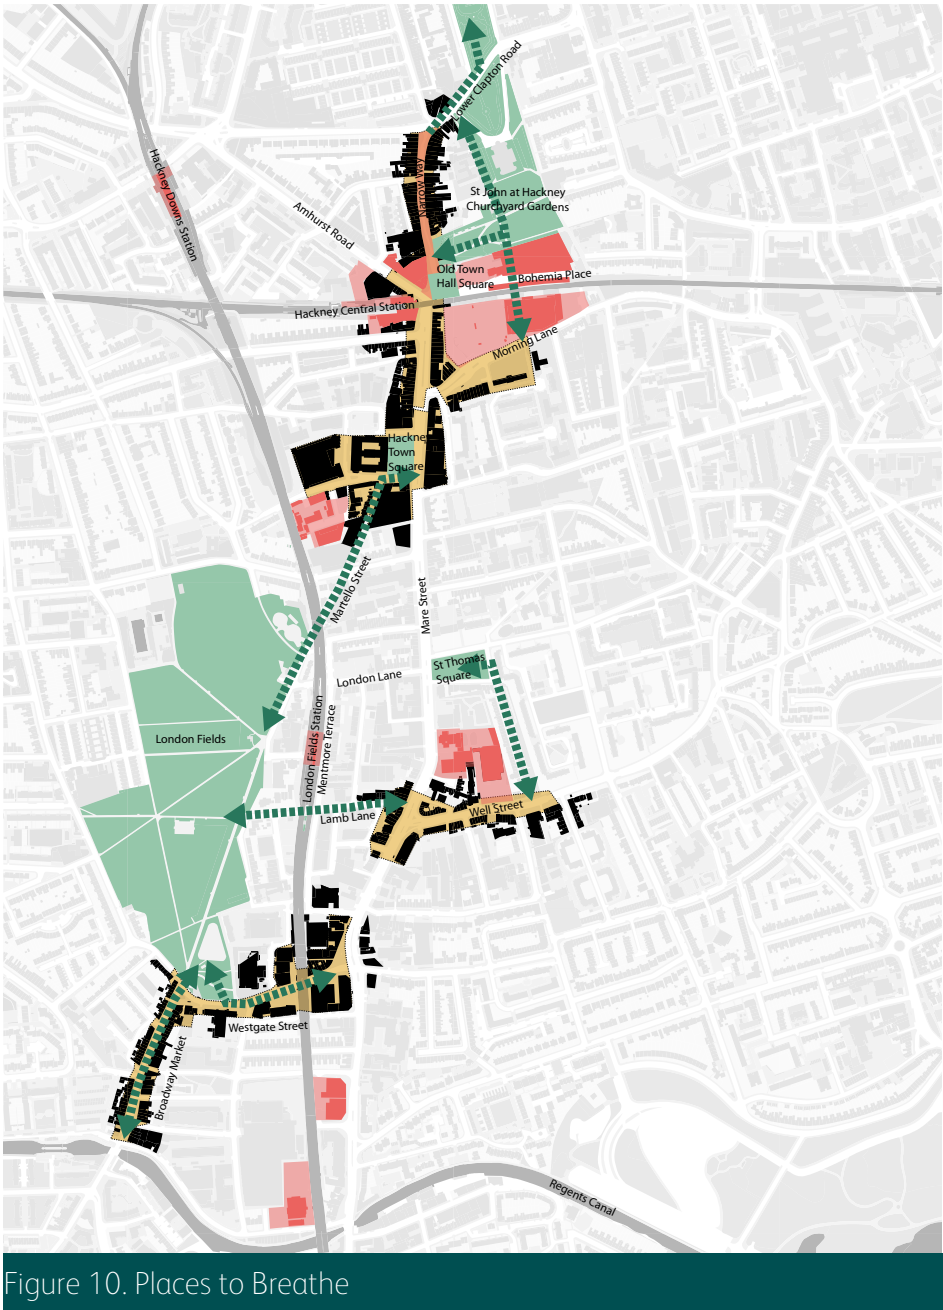 Lower Clapton Road
Hackney Downs Station
Narrow Way
St John at Hackney
Churchyard Gardens
Amhurst Road
Old Town
Hall Square
Bohemia Place
Hackney Central Station
Morning Lane
Hackney
Town
Square
Martello Street
Mare Street
St Thomas
Square
London Lane
London Fields
London Fields Station
Mentmore Terrace
Lamb Lane
Well Street
Westgate Street
Broadway Market
Regents Canal
Figure 10. Places to Breathe